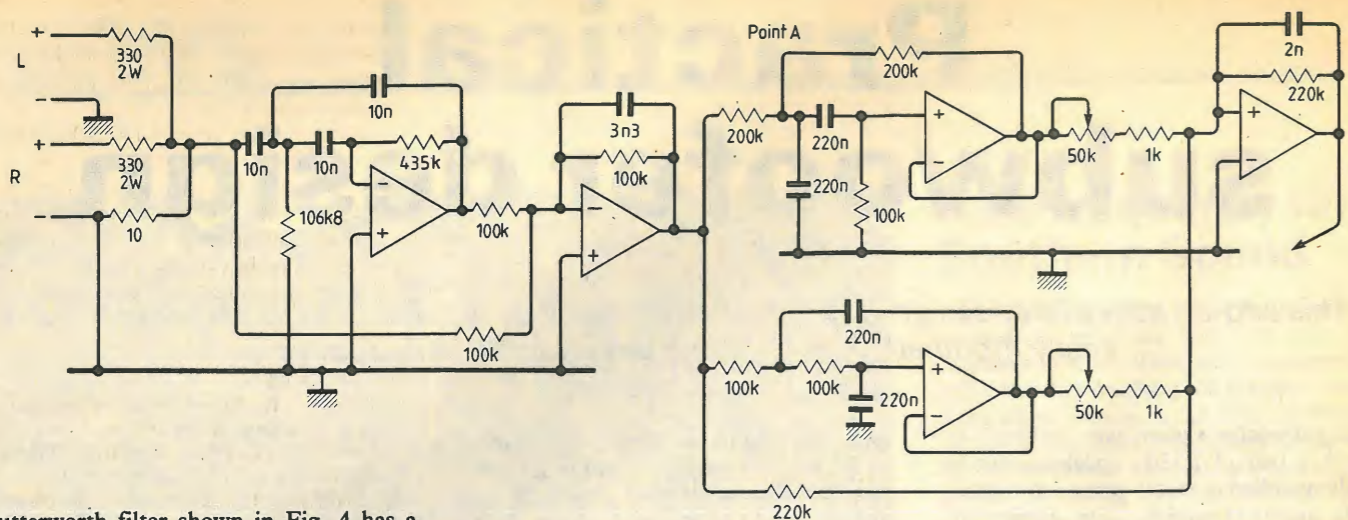 Point A
+
L
-
330
2W
+
R
-
330
2W
10
10n
10n
10n
435k
106k8
-
+
100k
100k
3n3
100k
-
+
200k
200k
220n
220n
100k
+
-
50k
1k
2n
220k
+
-
220n
100k
100k
220n
+
-
50k
1k
220k
utterworth filter shown in Fig. 4 has a